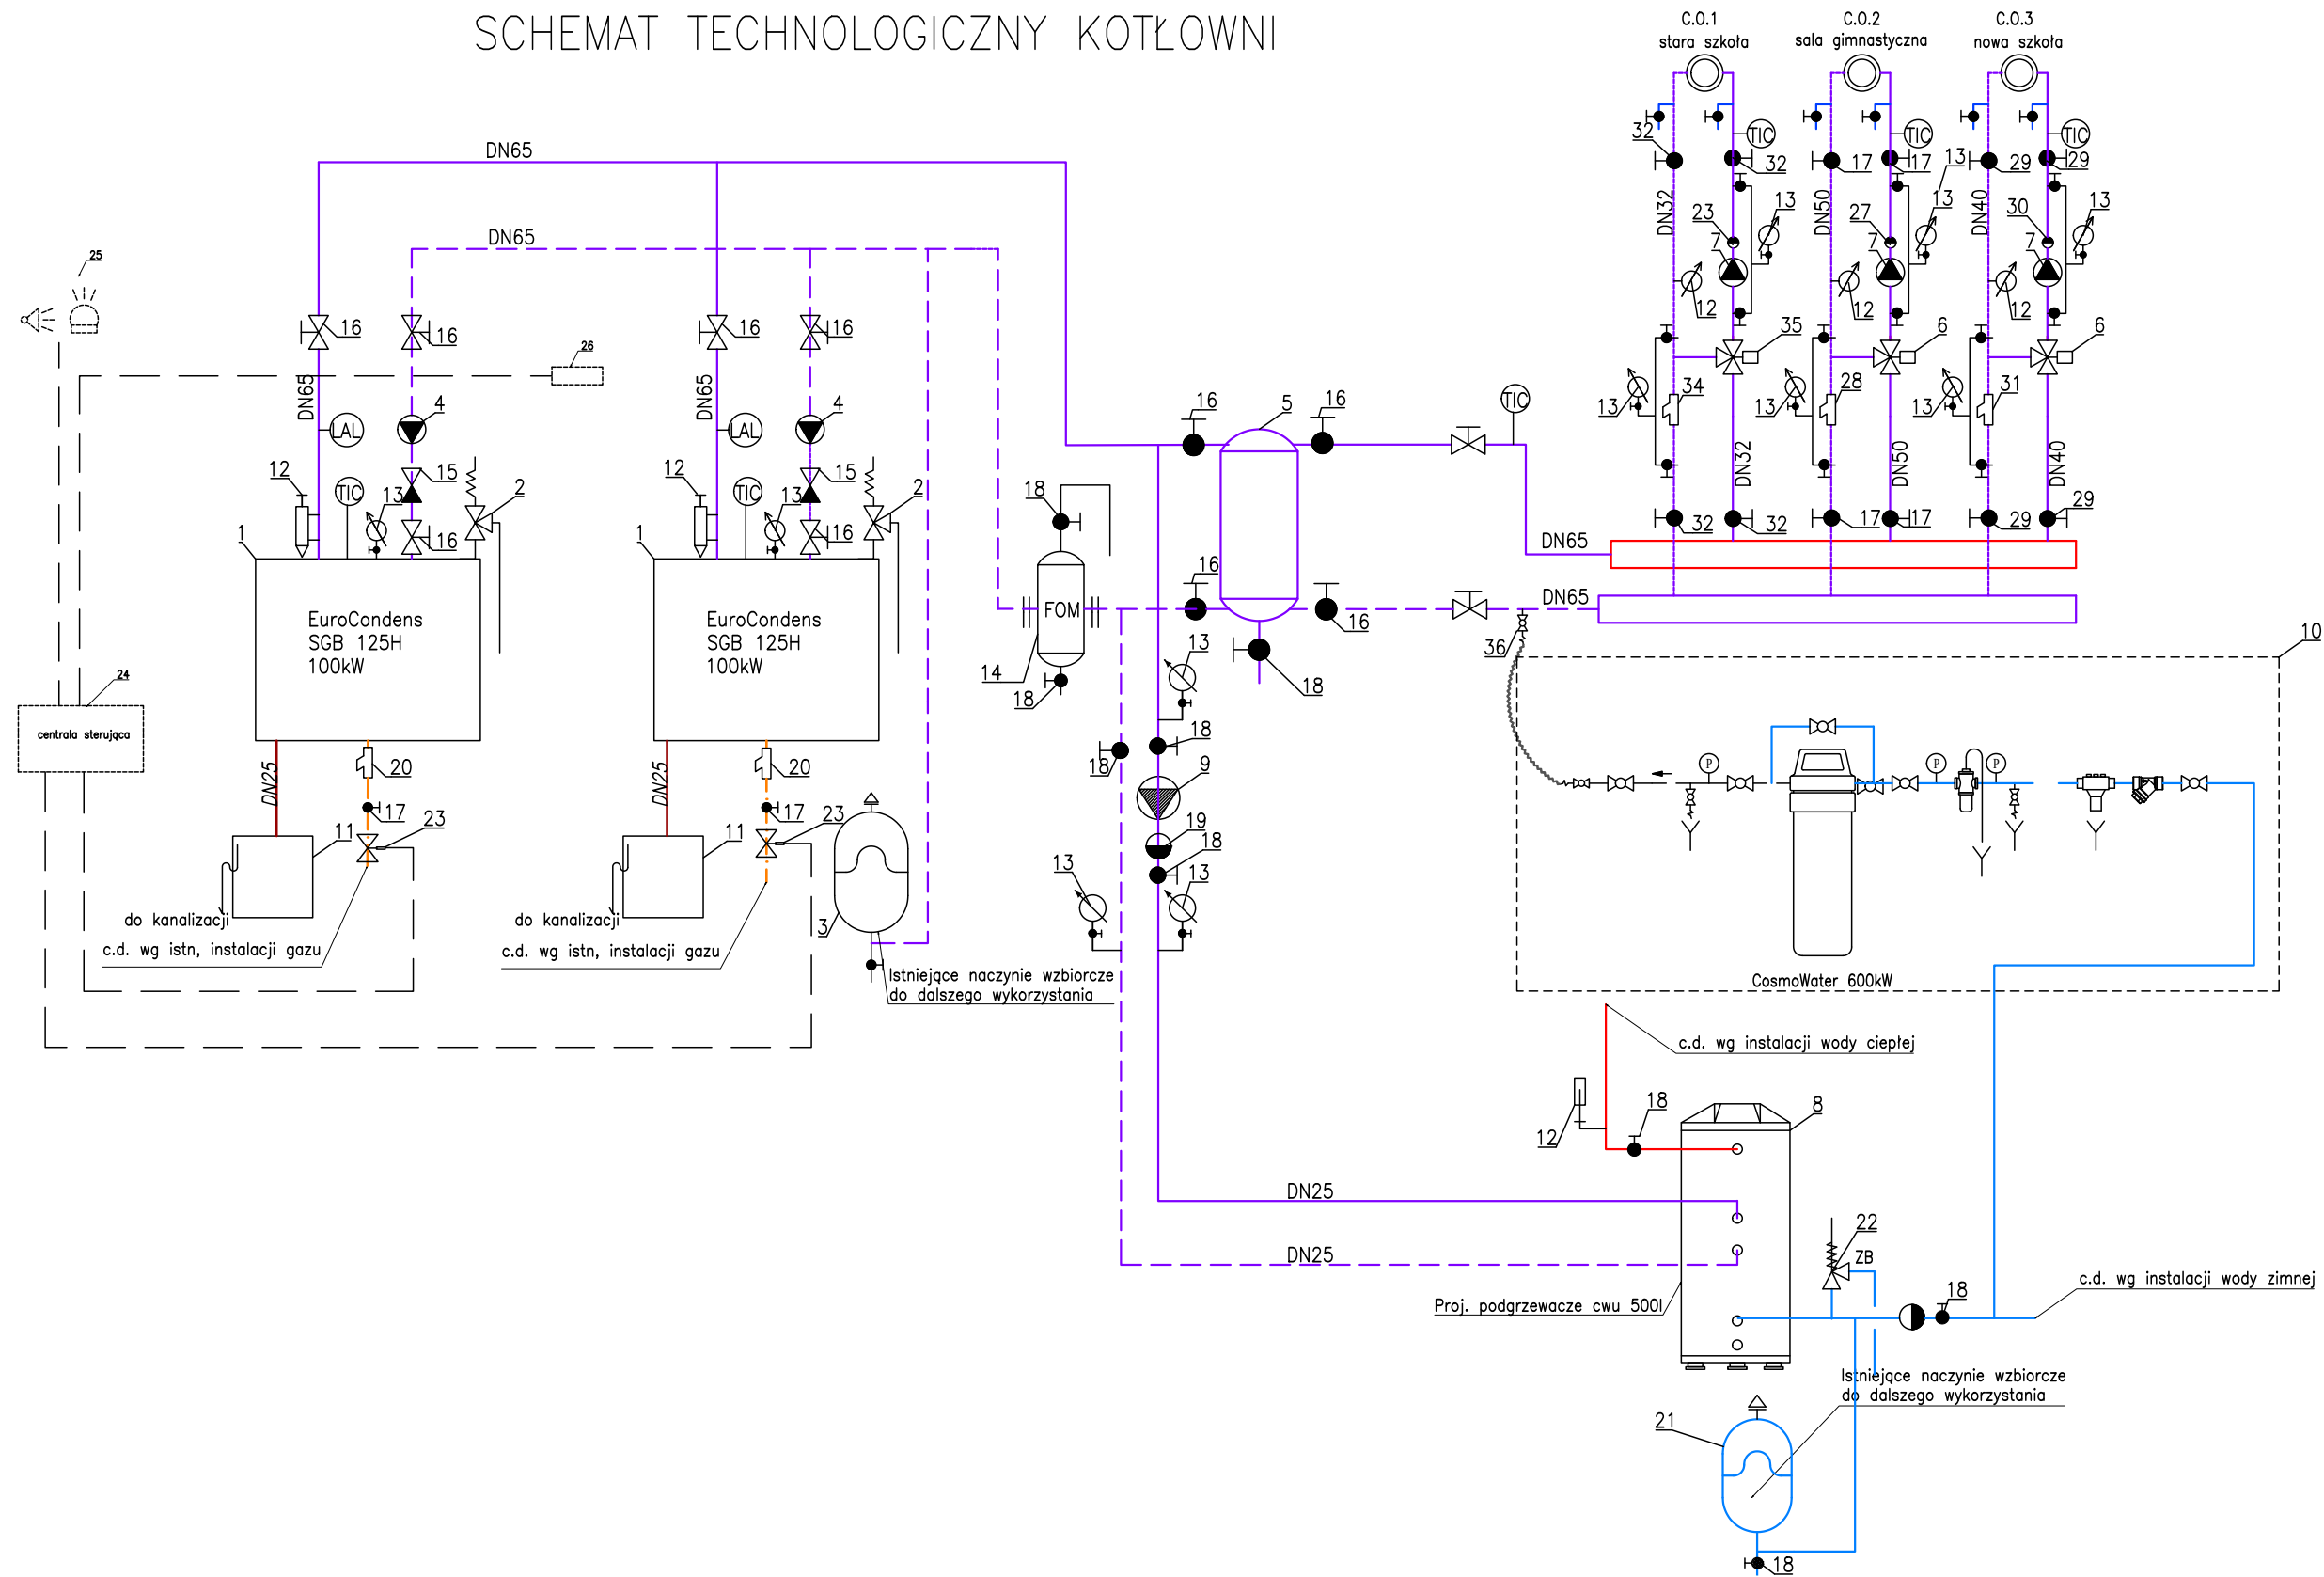 SCHEMAT TECHNOLOGICZNY KOTŁOWNI
C.O.1
stara szkoła
C.O.2
sala gimnastyczna
C.O.3
nowa szkoła
TIC
TIC
TIC
32
32
17
17
13
29
29
DN32
DN50
DN40
23
13
27
13
30
13
7
7
7
12
12
12
35
6
6
13
34
13
28
13
31
DN32
DN50
DN40
32
32
17
17
29
29
DN65
DN65
DN65
DN65
25
16
16
16
16
26
DN65
DN65
4
4
LAL
LAL
16
5
16
TIC
12
TIC
13
15
2
12
TIC
13
15
2
16
16
1
1
18
16
16
FOM
14
18
18
13
36
10
EuroCondens
SGB 125H
100kW
EuroCondens
SGB 125H
100kW
24
centrala sterująca
DN25
20
17
23
11
DN25
20
17
23
11
18
18
9
19
18
13
13
3
P
P
P
CosmoWater 600kW
do kanalizacji
c.d. wg istn, instalacji gazu
do kanalizacji
c.d. wg istn, instalacji gazu
Istniejące naczynie wzbiorcze
do dalszego wykorzystania
c.d. wg instalacji wody ciepłej
12
18
8
DN25
DN25
22
ZB
18
c.d. wg instalacji wody zimnej
Proj. podgrzewacze cwu 500l
Istniejące naczynie wzbiorcze
do dalszego wykorzystania
21
18